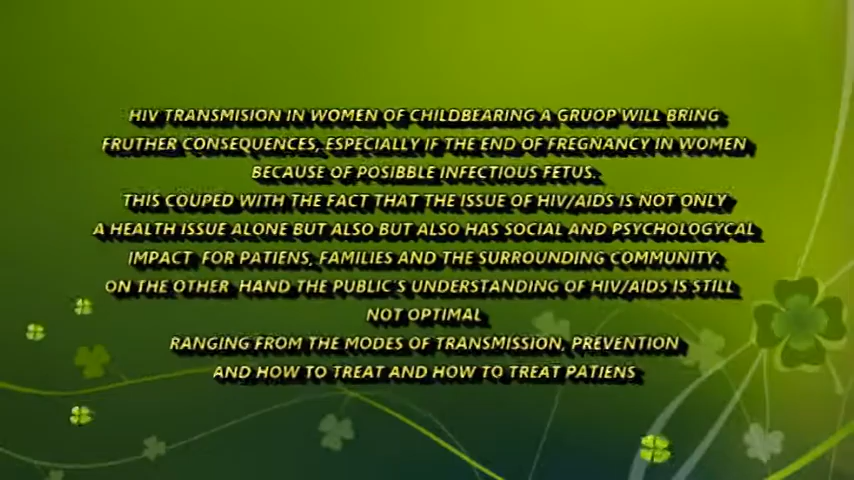 HIV TRANSMISION IN WOMEN OF CHILDBEARING A GRUOP WILL BRING
FRUTHER CONSEQUENCES, ESPECIALLY IF THE END OF FREGNANCY IN WOMEN
BECAUSE OF POSIBBLE INFECTIOUS FETUS.
THIS COUPED WITH THE FACT THAT THE ISSUE OF HIV/AIDS IS NOT ONLY
A HEALTH ISSUE ALONE BUT ALSO BUT ALSO HAS SOCIAL AND PSYCHOLOGYCAL
IMPACT FOR PATIENS, FAMILIES AND THE SURROUNDING COMMUNITY.
ON THE OTHER HAND THE PUBLIC'S UNDERSTANDING OF HIV/AIDS IS STILL
NOT OPTIMAL
RANGING FROM THE MODES OF TRANSMISSION, PREVENTION
AND HOW TO TREAT AND HOW TO TREAT PATIENS